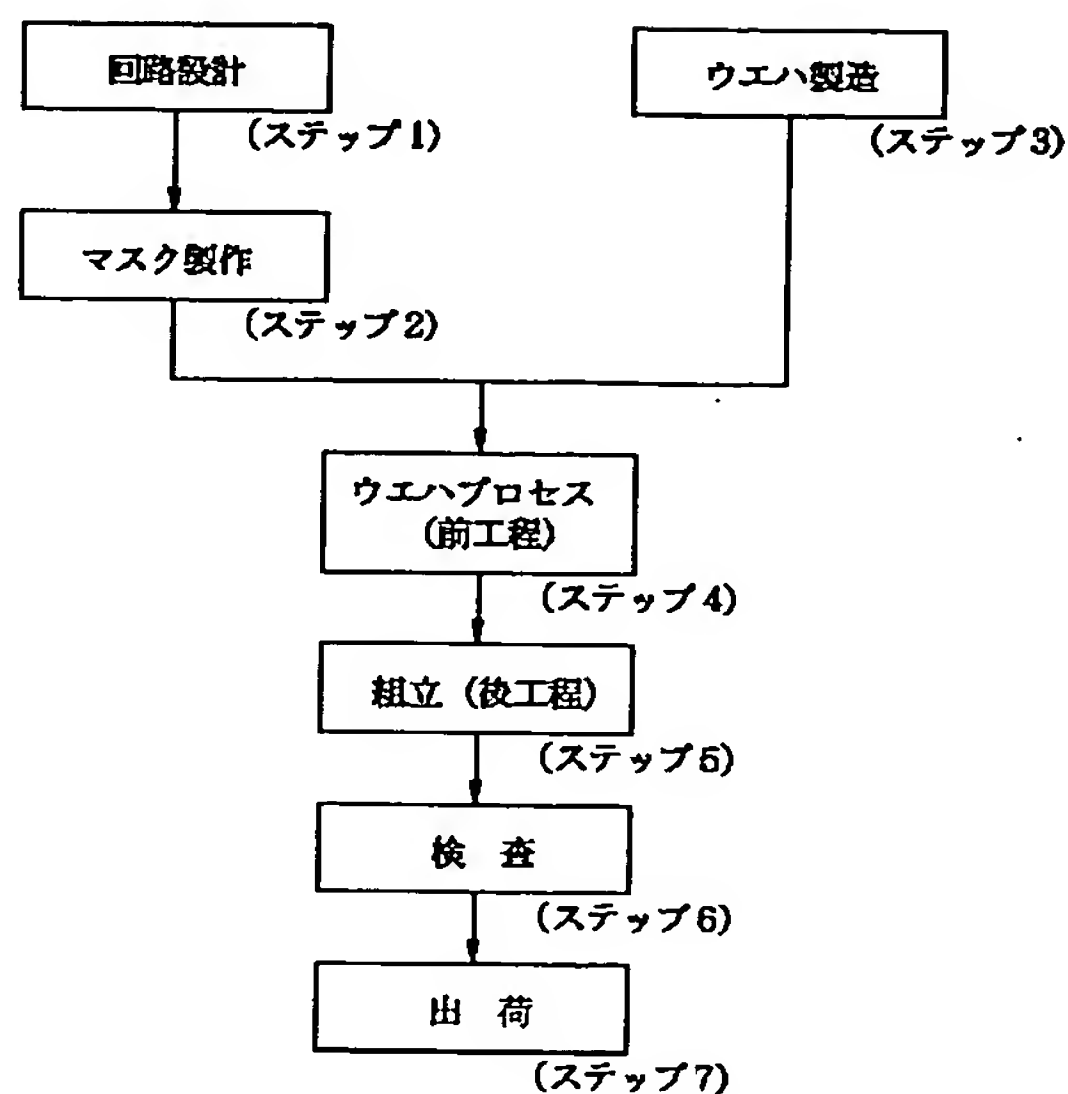 回路設計
(ステップ1)
ウエハ製造
(ステップ3)
マスク製作
(ステップ2)
ウエハプロセス
(前工程)
(ステップ4)
組立 (後工程)
(ステップ5)
検 査
(ステップ6)
出 荷
(ステップ7)